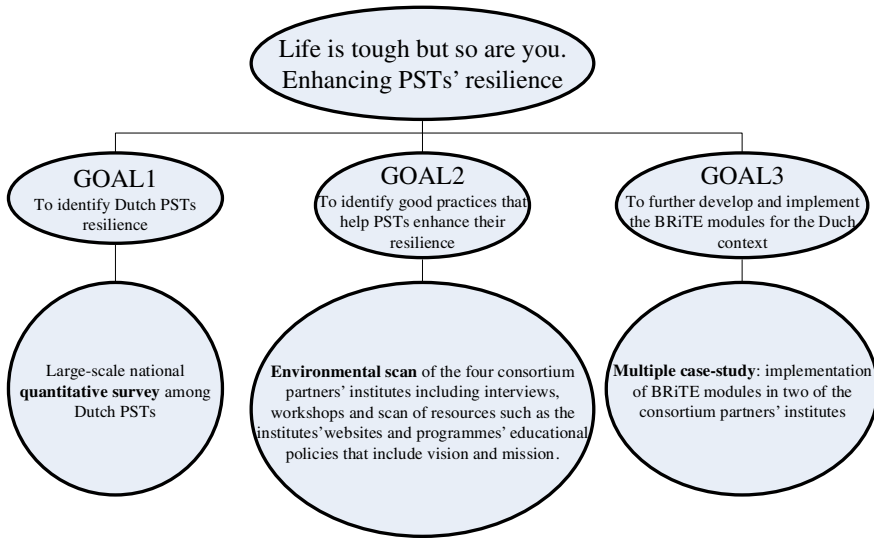 Life is tough but so are you.
Enhancing PSTs’ resilience
GOAL1
To identify Dutch PSTs
resilience
GOAL2
To identify good practices that
help PSTs enhance their
resilience
GOAL3
To further develop and implement
the BRiTE modules for the Duch
context
Large-scale national
quantitative survey among
Dutch PSTs
Environmental scan of the four consortium
partners’ institutes including interviews,
workshops and scan of resources such as the
institutes’websites and programmes’ educational
policies that include vision and mission.
Multiple case-study: implementation
of BRiTE modules in two of the
consortium partners’ institutes